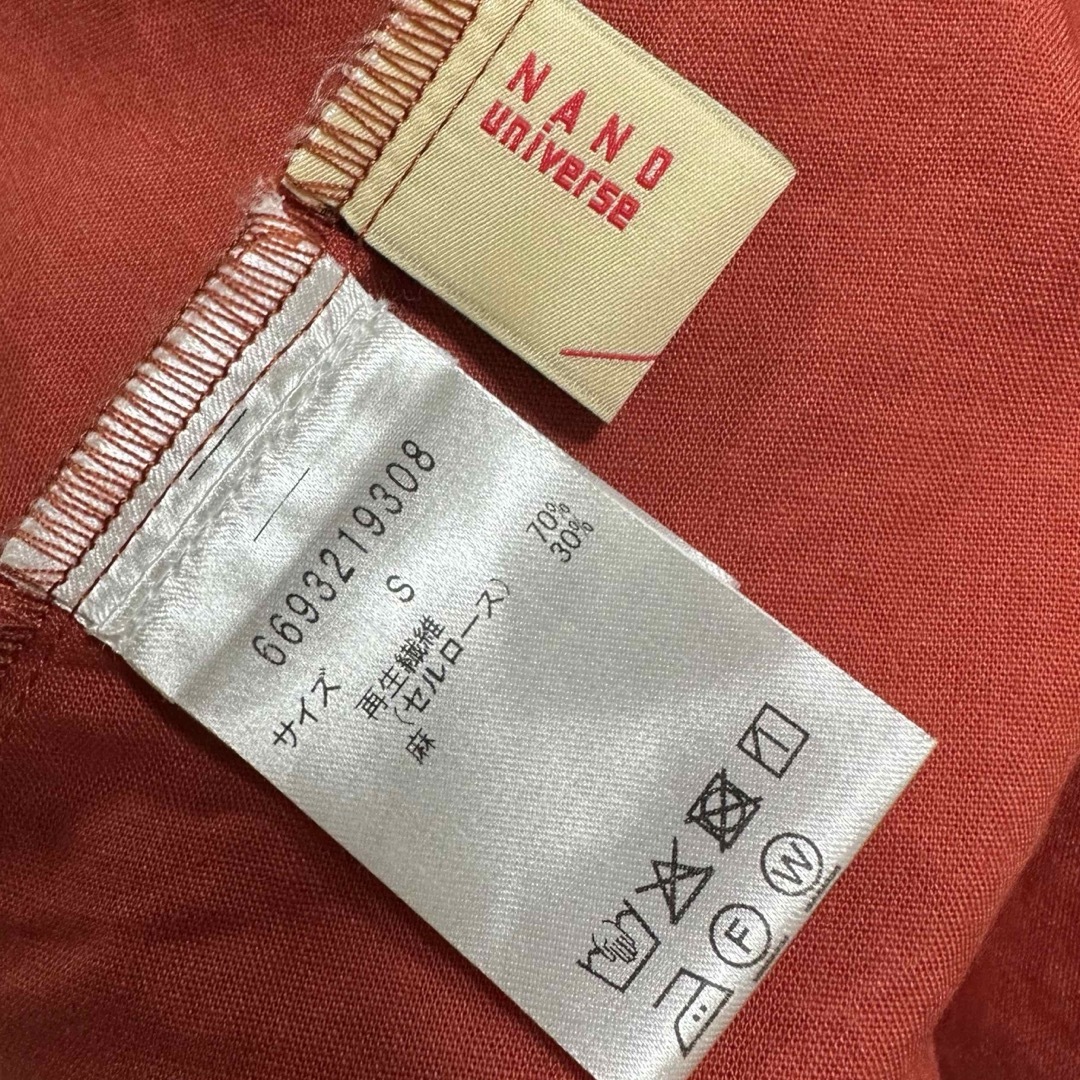 NANO
universe
6693219308
サイズ S
再生繊維 70%
(セルロース) 30%
麻
F
W